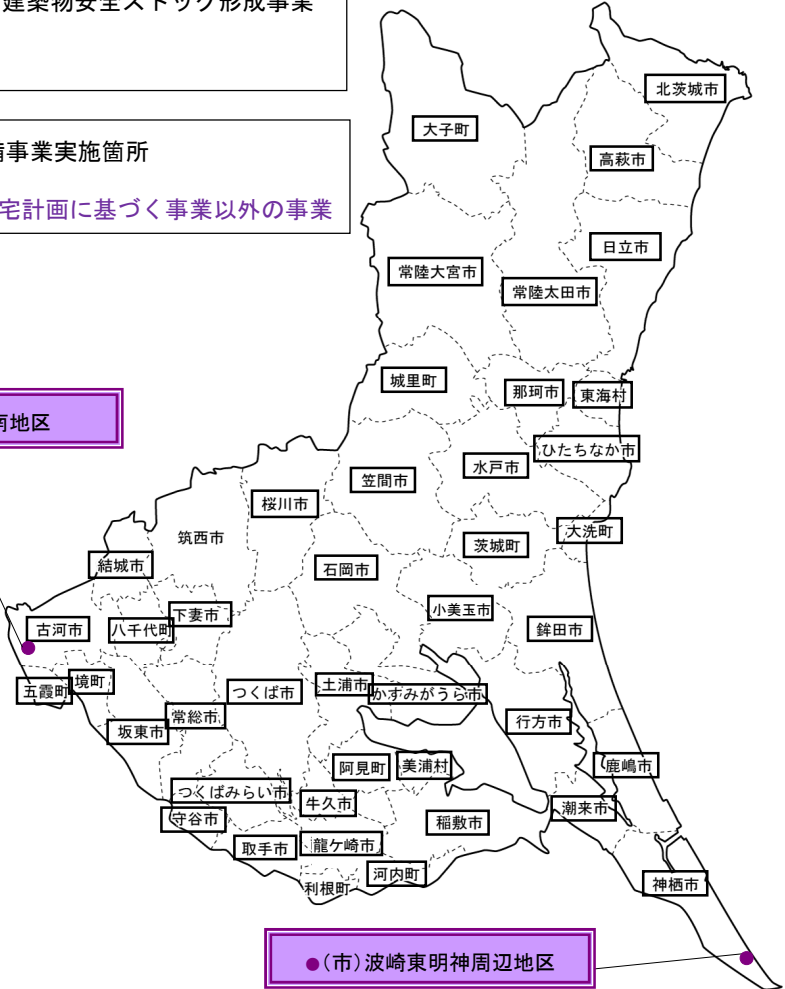 建築物安全ストック形成事業
備事業実施箇所
宅計画に基づく事業以外の事業
北茨城市
大子町
高萩市
日立市
常陸大宮市
常陸太田市
城里町
那珂市
東海村
南地区
ひたちなか市
水戸市
笠間市
桜川市
大洗町
筑西市
茨城町
結城市
石岡市
小美玉市
下妻市
古河市
八千代町
鉾田市
五霞町
境町
つくば市
土浦市
かすみがうら市
常総市
坂東市
行方市
阿見町
美浦村
鹿嶋市
つくばみらい市
牛久市
潮来市
守谷市
稲敷市
取手市
龍ケ崎市
利根町
河内町
神栖市
●(市)波崎東明神周辺地区